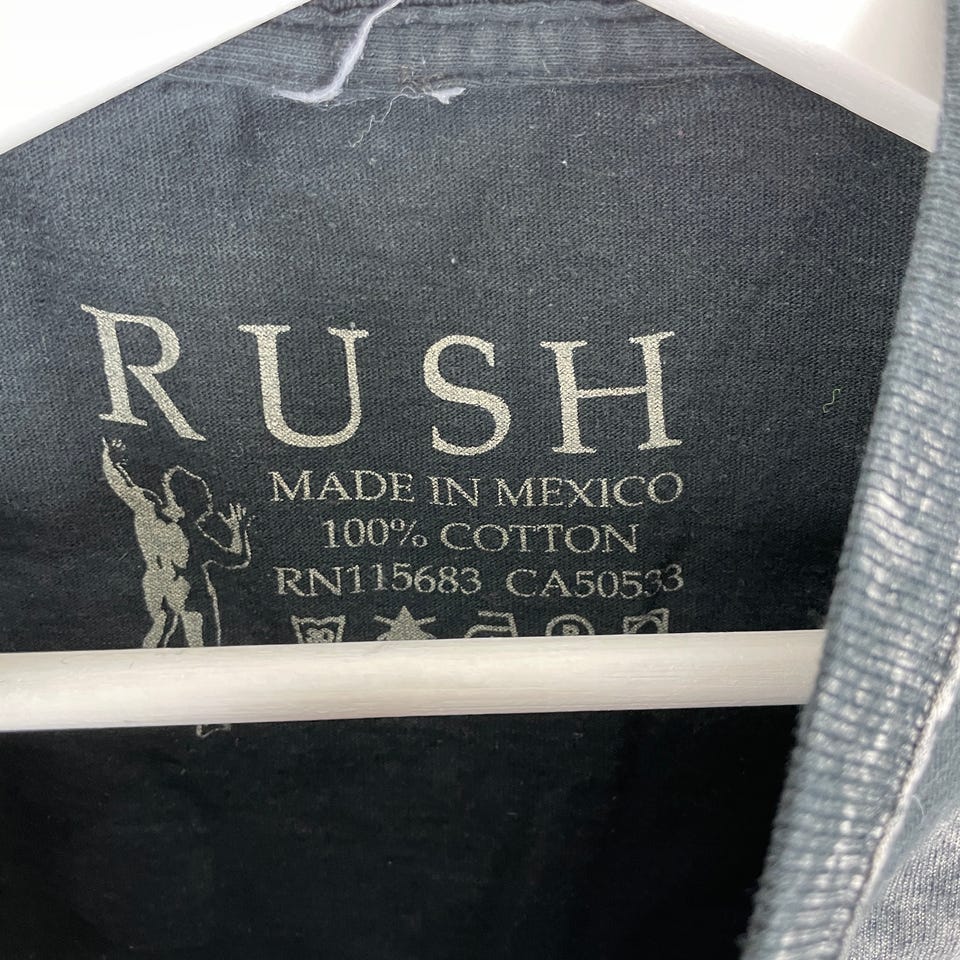 RUSH
MADE IN MEXICO
100% COTTON
RN115683 CA50533